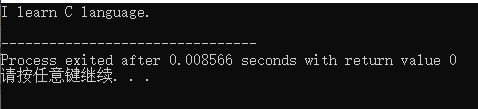 I learn C language.
--------------------------------
Process exited after 0.008566 seconds with return value 0
请按任意键继续. . .